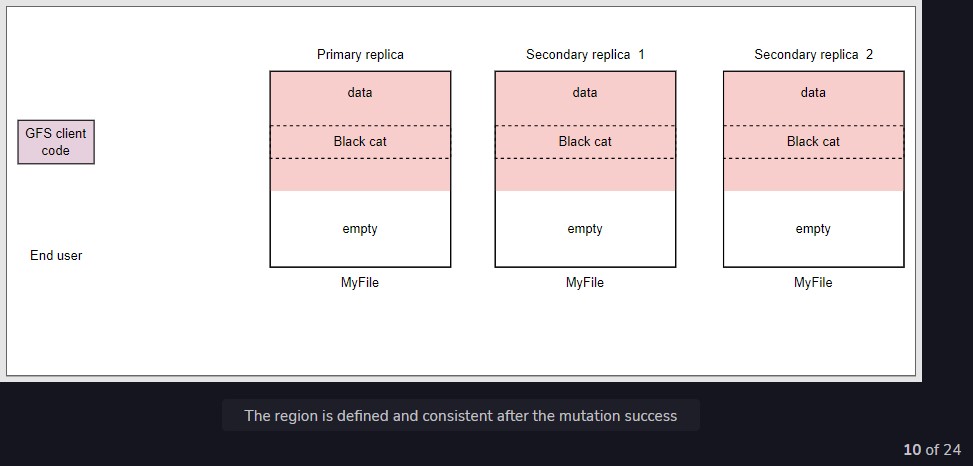 Primary replica
Secondary replica 1
Secondary replica 2
data
data
data
GFS client
code
Black cat
Black cat
Black cat
empty
empty
empty
End user
MyFile
MyFile
MyFile
The region is defined and consistent after the mutation success
10 of 24